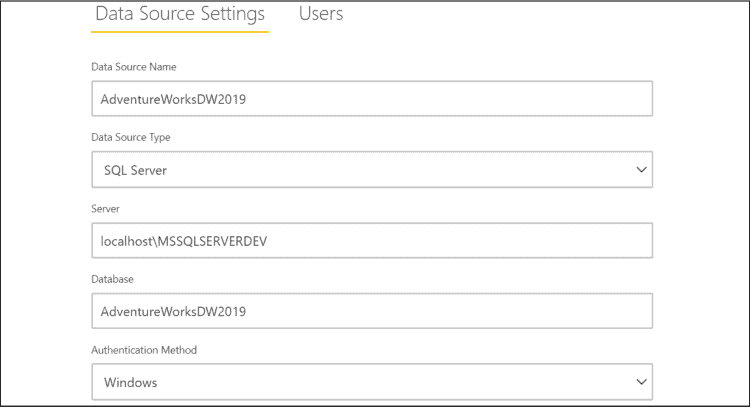 Data Source Settings Users
Data Source Name
AdventureWorksDW2019
Data Source Type
SQL Server
Server
localhost\MSSQLSERVERDEV
Database
AdventureWorksDW2019
Authentication Method
Windows